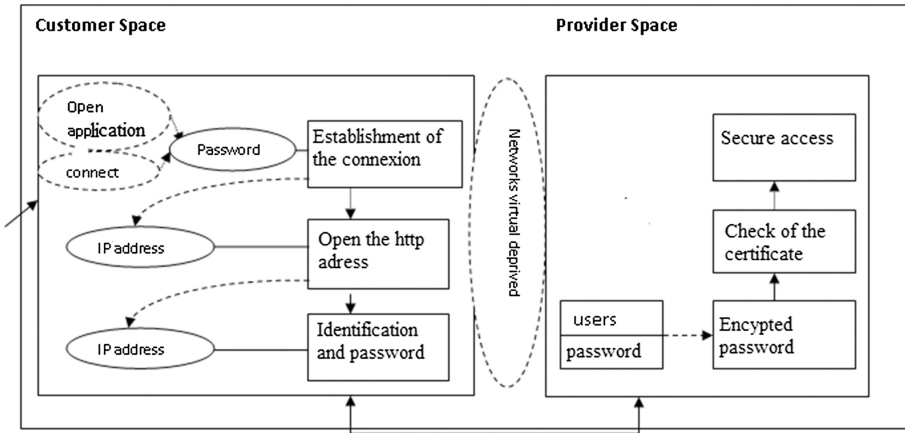 Customer Space
Provider Space
Open
application
connect
Password
Establishment of
the connexion
IP address
Open the http
adress
IP address
Identification
and password
Networks virtual deprived
Secure access
Check of the
certificate
users
password
Encypted
password